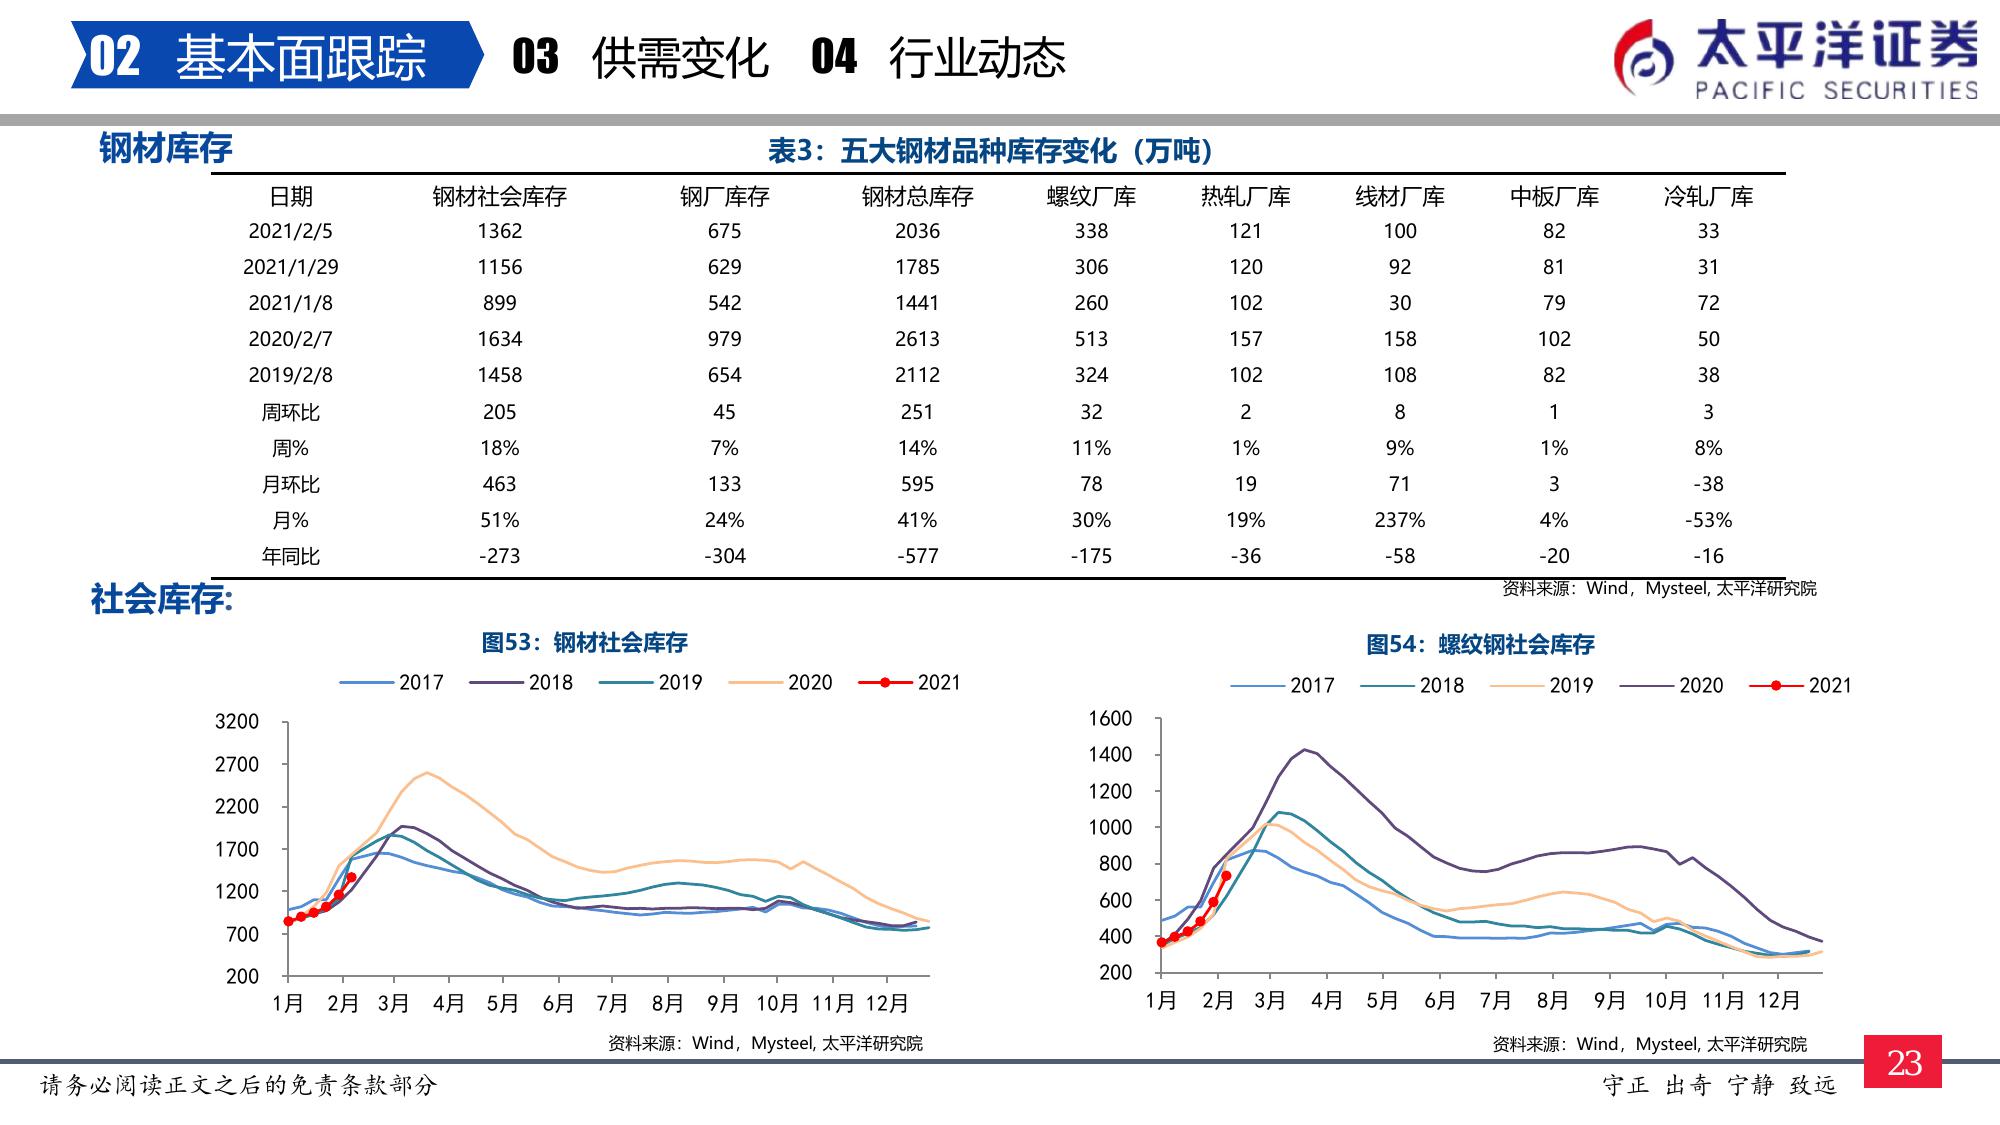 02 基本面跟踪 03 供需变化 04 行业动态
太平洋证券
PACIFIC SECURITIES
钢材库存
表3：五大钢材品种库存变化（万吨）
日期 钢材社会库存 钢厂库存 钢材总库存 螺纹厂库 热轧厂库 线材厂库 中板厂库 冷轧厂库
2021/2/5 1362 675 2036 338 121 100 82 33
2021/1/29 1156 629 1785 306 120 92 81 31
2021/1/8 899 542 1441 260 102 30 79 72
2020/2/7 1634 979 2613 513 157 158 102 50
2019/2/8 1458 654 2112 324 102 108 82 38
周环比 205 45 251 32 2 8 1 3
周% 18% 7% 14% 11% 1% 9% 1% 8%
月环比 463 133 595 78 19 71 3 -38
月% 51% 24% 41% 30% 19% 237% 4% -53%
年同比 -273 -304 -577 -175 -36 -58 -20 -16
资料来源：Wind，Mysteel, 太平洋研究院
社会库存:
图53：钢材社会库存
2017 2018 2019 2020 2021
3200
2700
2200
1700
1200
700
200
1月 2月 3月 4月 5月 6月 7月 8月 9月 10月 11月 12月
资料来源：Wind，Mysteel, 太平洋研究院
图54：螺纹钢社会库存
2017 2018 2019 2020 2021
1600
1400
1200
1000
800
600
400
200
1月 2月 3月 4月 5月 6月 7月 8月 9月 10月 11月 12月
资料来源：Wind，Mysteel, 太平洋研究院
请务必阅读正文之后的免责条款部分
守正 出奇 宁静 致远
23